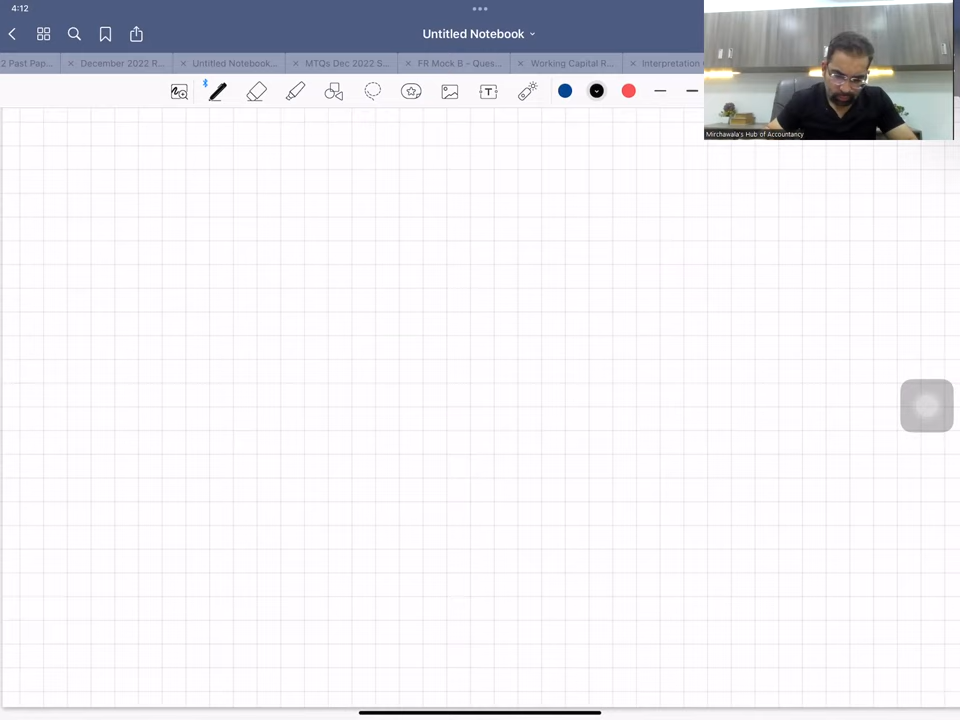 4:12
Untitled Notebook
2 Past Pap...
December 2022 R...
Untitled Notebook...
MTQs Dec 2022 S...
FR Mock B - Ques...
Working Capital R...
Interpretation
T
Mirchawala's Hub of Accountancy